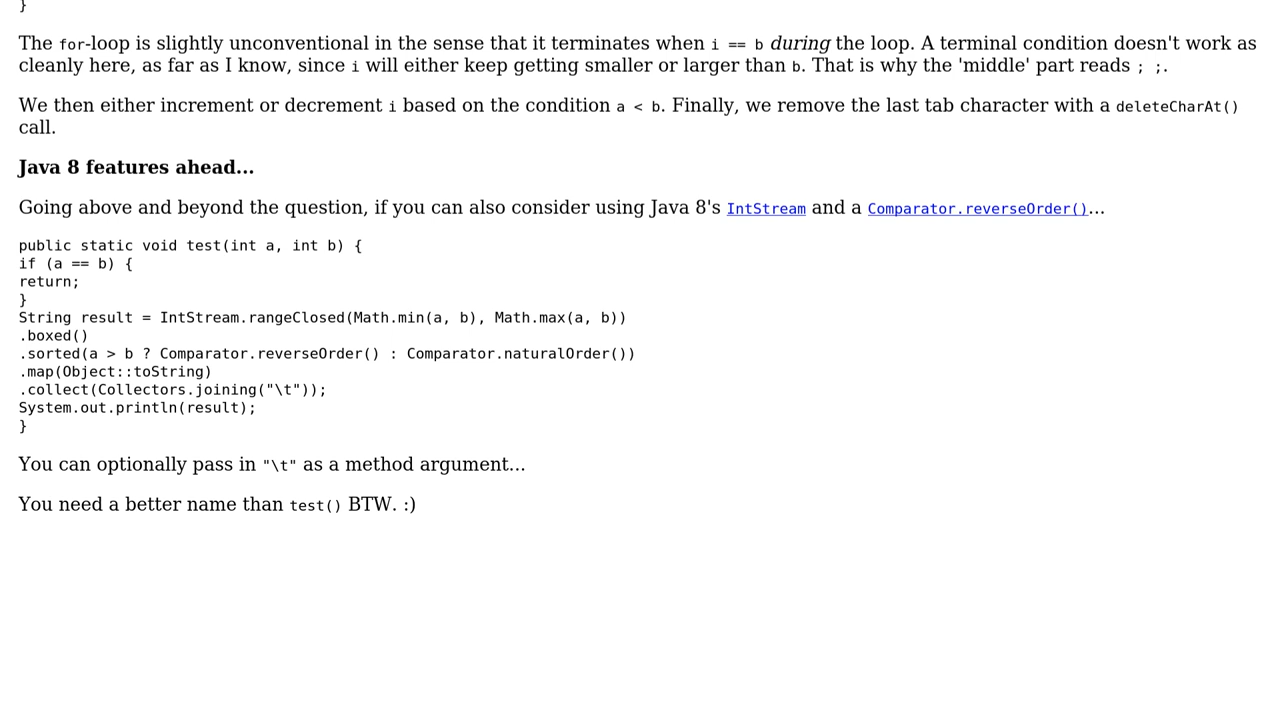 }
The for-loop is slightly unconventional in the sense that it terminates when i == b during the loop. A terminal condition doesn't work as
cleanly here, as far as I know, since i will either keep getting smaller or larger than b. That is why the 'middle' part reads ; ;.
We then either increment or decrement i based on the condition a < b. Finally, we remove the last tab character with a deleteCharAt()
call.
Java 8 features ahead...
Going above and beyond the question, if you can also consider using Java 8's IntStream and a Comparator.reverseOrder()...
public static void test(int a, int b) {
if (a == b) {
return;
}
String result = IntStream.rangeClosed(Math.min(a, b), Math.max(a, b))
.boxed()
.sorted(a > b ? Comparator.reverseOrder() : Comparator.naturalOrder())
.map(Object::toString)
.collect(Collectors.joining("\t"));
System.out.println(result);
}
You can optionally pass in "\t" as a method argument...
You need a better name than test() BTW. :)